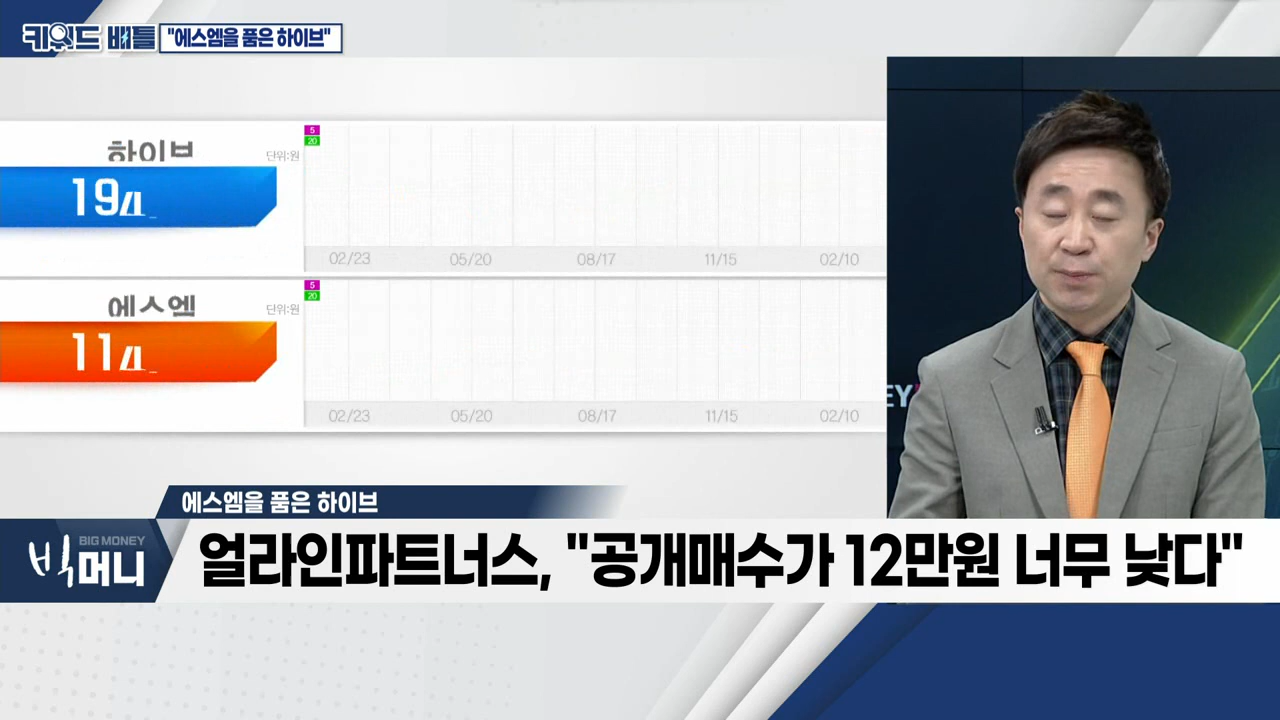 키워드 배틀
"에스엠을 품은 하이브"
하이브
단위:원
194
5
20
02/23 05/20 08/17 11/15 02/10
에스엠
단위:원
114
5
20
02/23 05/20 08/17 11/15 02/10
EY
에스엠을 품은 하이브
BIG MONEY
빅머니
얼라인파트너스, "공개매수가 12만원 너무 낮다"